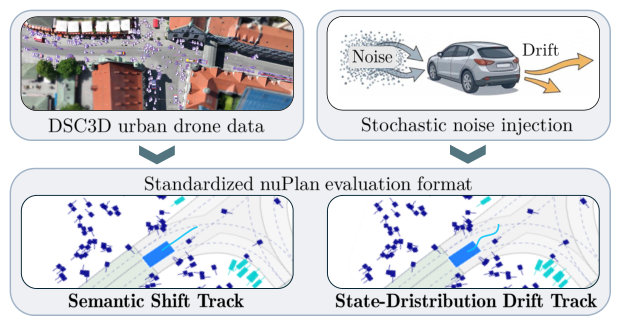 Noise
Drift
DSC3D urban drone data
Stochastic noise injection
Standardized nuPlan evaluation format
Semantic Shift Track
State-Dristribution Drift Track